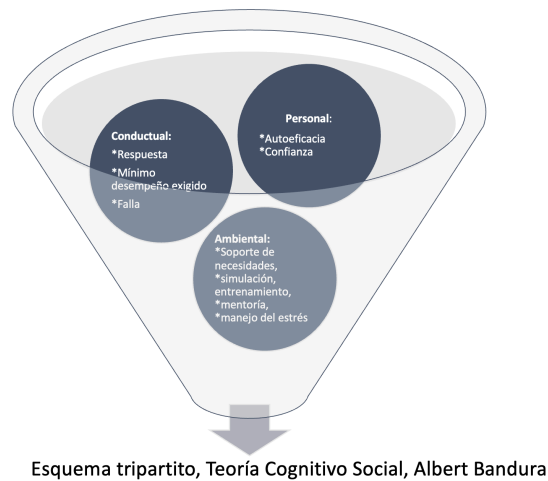 Conductual:
*Respuesta
*Mínimo
desempeño exigido
*Falla
Personal:
*Autoeficacia
*Confianza
Ambiental:
*Soporte de
necesidades,
*simulación,
entrenamiento,
*mentoría,
*manejo del estrés
Esquema tripartito, Teoría Cognitivo Social, Albert Bandura